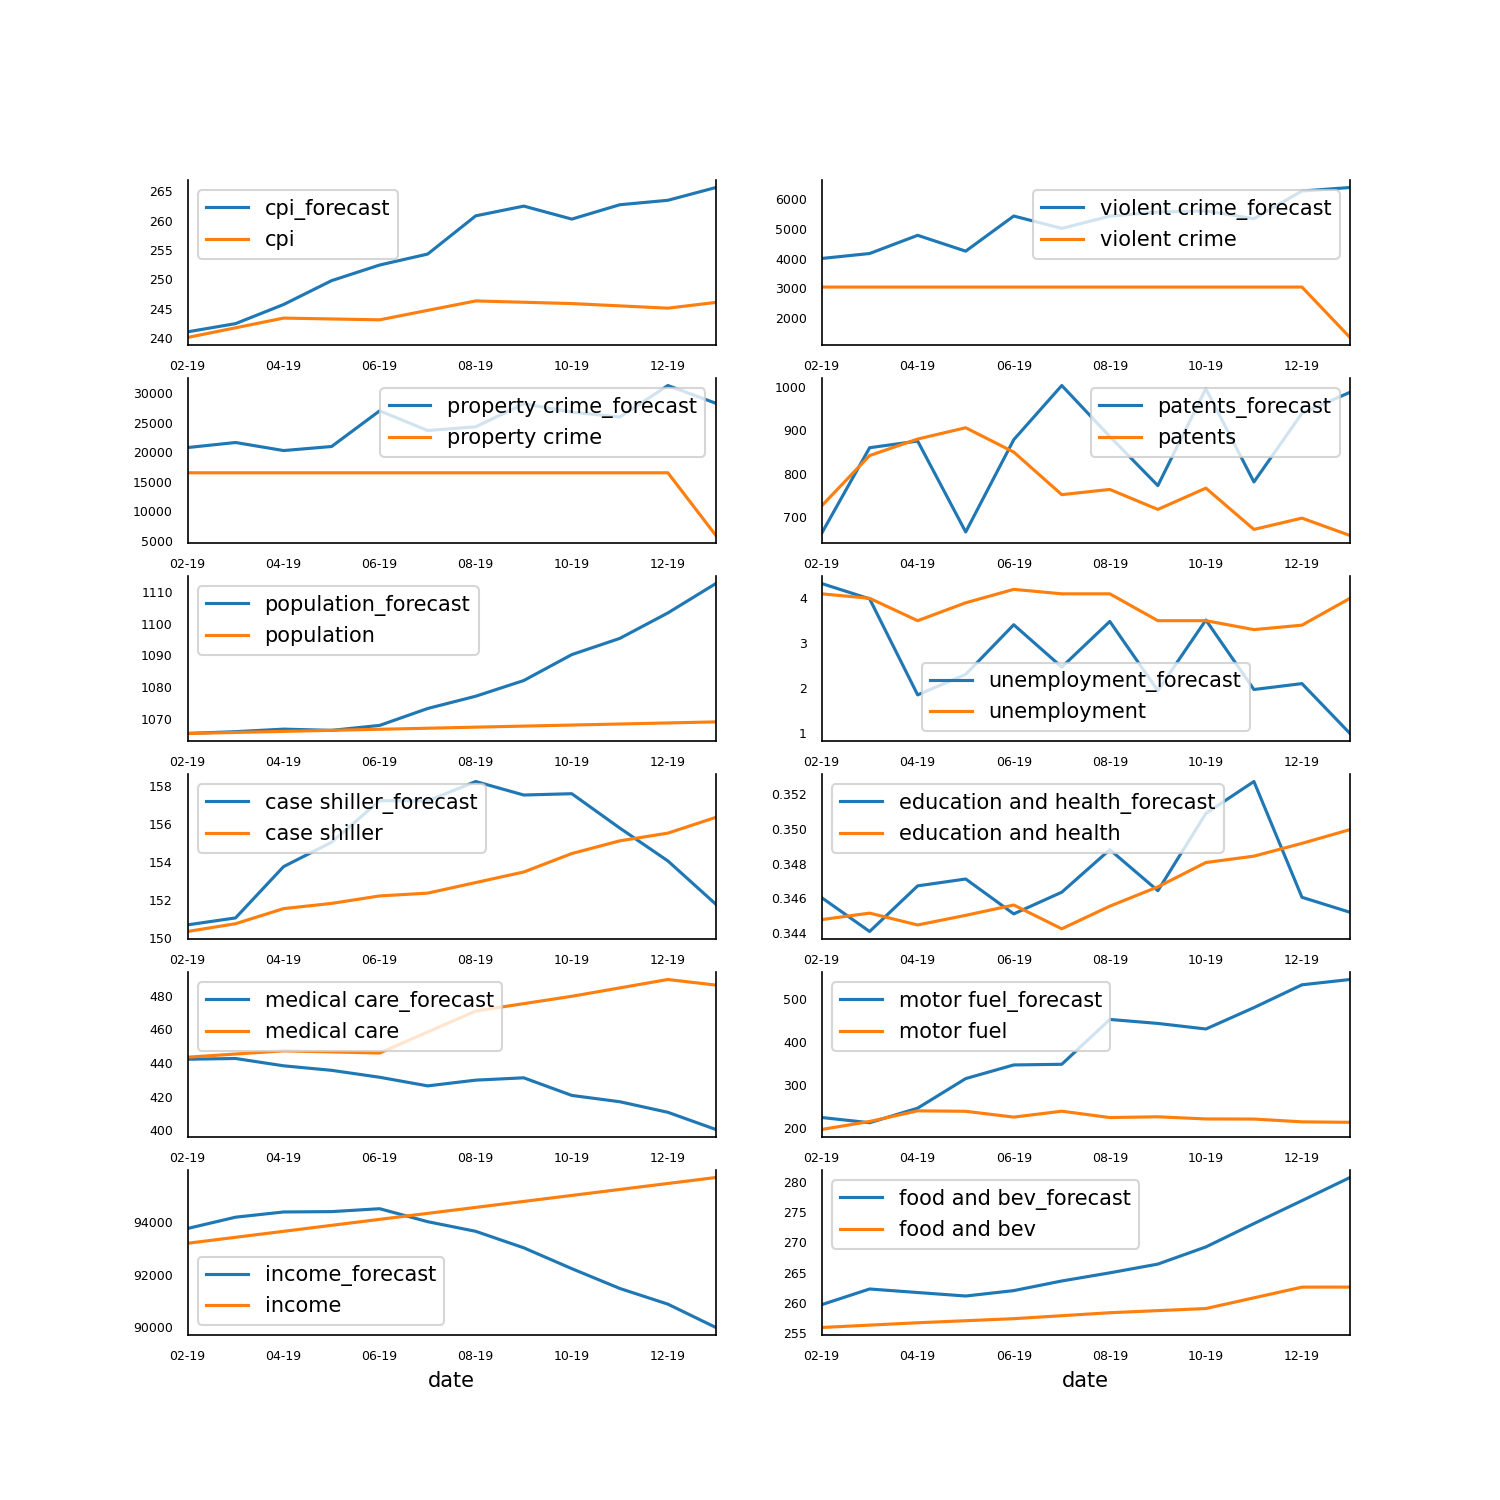 265
260
255
250
245
240
cpi_forecast
cpi
02-19 04-19 06-19 08-19 10-19 12-19
6000
5000
4000
3000
2000
violent crime_forecast
violent crime
02-19 04-19 06-19 08-19 10-19 12-19
30000
25000
20000
15000
10000
5000
property crime_forecast
property crime
02-19 04-19 06-19 08-19 10-19 12-19
1000
900
800
700
patents_forecast
patents
02-19 04-19 06-19 08-19 10-19 12-19
1110
1100
1090
1080
1070
population_forecast
population
02-19 04-19 06-19 08-19 10-19 12-19
4
3
2
1
unemployment_forecast
unemployment
02-19 04-19 06-19 08-19 10-19 12-19
158
156
154
152
150
case shiller_forecast
case shiller
02-19 04-19 06-19 08-19 10-19 12-19
0.352
0.350
0.348
0.346
0.344
education and health_forecast
education and health
02-19 04-19 06-19 08-19 10-19 12-19
480
460
440
420
400
medical care_forecast
medical care
02-19 04-19 06-19 08-19 10-19 12-19
500
400
300
200
motor fuel_forecast
motor fuel
02-19 04-19 06-19 08-19 10-19 12-19
94000
92000
90000
income_forecast
income
02-19 04-19 06-19 08-19 10-19 12-19
date
280
275
270
265
260
255
food and bev_forecast
food and bev
02-19 04-19 06-19 08-19 10-19 12-19
date